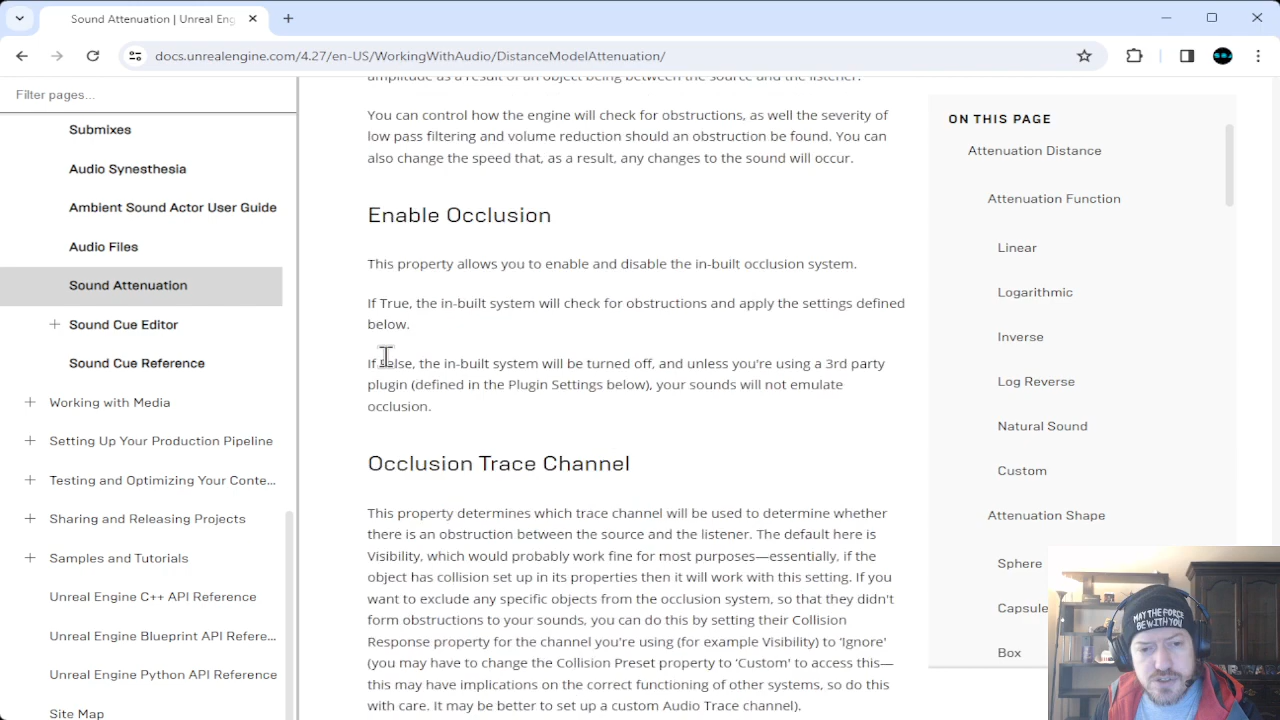 Sound Attenuation | Unreal Eng
docs.unrealengine.com/4.27/en-US/WorkingWithAudio/DistanceModelAttenuation/
Filter pages...
Submixes
Audio Synesthesia
Ambient Sound Actor User Guide
Audio Files
Sound Attenuation
Sound Cue Editor
Sound Cue Reference
Working with Media
Setting Up Your Production Pipeline
Testing and Optimizing Your Conte...
Sharing and Releasing Projects
Samples and Tutorials
Unreal Engine C++ API Reference
Unreal Engine Blueprint API Refere...
Unreal Engine Python API Reference
Site Map
amplitude as a result of an object being between the source and the listener.
You can control how the engine will check for obstructions, as well the severity of
low pass filtering and volume reduction should an obstruction be found. You can
also change the speed that, as a result, any changes to the sound will occur.
Enable Occlusion
This property allows you to enable and disable the in-built occlusion system.
If True, the in-built system will check for obstructions and apply the settings defined
below.
If False, the in-built system will be turned off, and unless you're using a 3rd party
plugin (defined in the Plugin Settings below), your sounds will not emulate
occlusion.
Occlusion Trace Channel
This property determines which trace channel will be used to determine whether
there is an obstruction between the source and the listener. The default here is
Visibility, which would probably work fine for most purposes—essentially, if the
object has collision set up in its properties then it will work with this setting. If you
want to exclude any specific objects from the occlusion system, so that they didn't
form obstructions to your sounds, you can do this by setting their Collision
Response property for the channel you're using (for example Visibility) to 'Ignore'
(you may have to change the Collision Preset property to 'Custom' to access this—
this may have implications on the correct functioning of other systems, so do this
with care. It may be better to set up a custom Audio Trace channel).
ON THIS PAGE
Attenuation Distance
Attenuation Function
Linear
Logarithmic
Inverse
Log Reverse
Natural Sound
Custom
Attenuation Shape
Sphere
Capsule
Box
MAY THE FORCE
BE WITH YOU